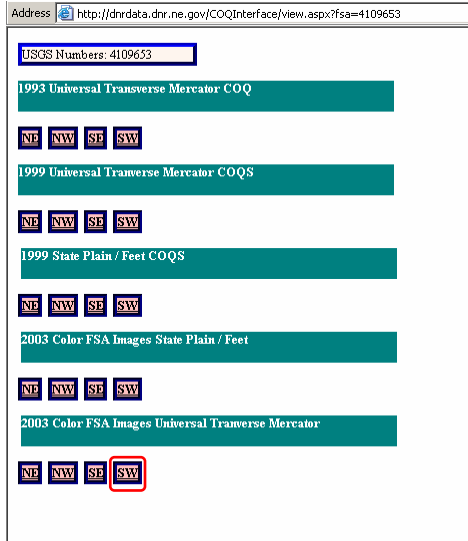 Address http://dnrdata.dnr.ne.gov/COQInterface/view.aspx?fsa=4109653
USGS Numbers: 4109653
1993 Universal Transverse Mercator COQ
NE NW SE SW
1999 Universal Tranverse Mercator COQS
NE NW SE SW
1999 State Plain / Feet COQS
NE NW SE SW
2003 Color FSA Images State Plain / Feet
NE NW SE SW
2003 Color FSA Images Universal Tranverse Mercator
NE NW SE SW